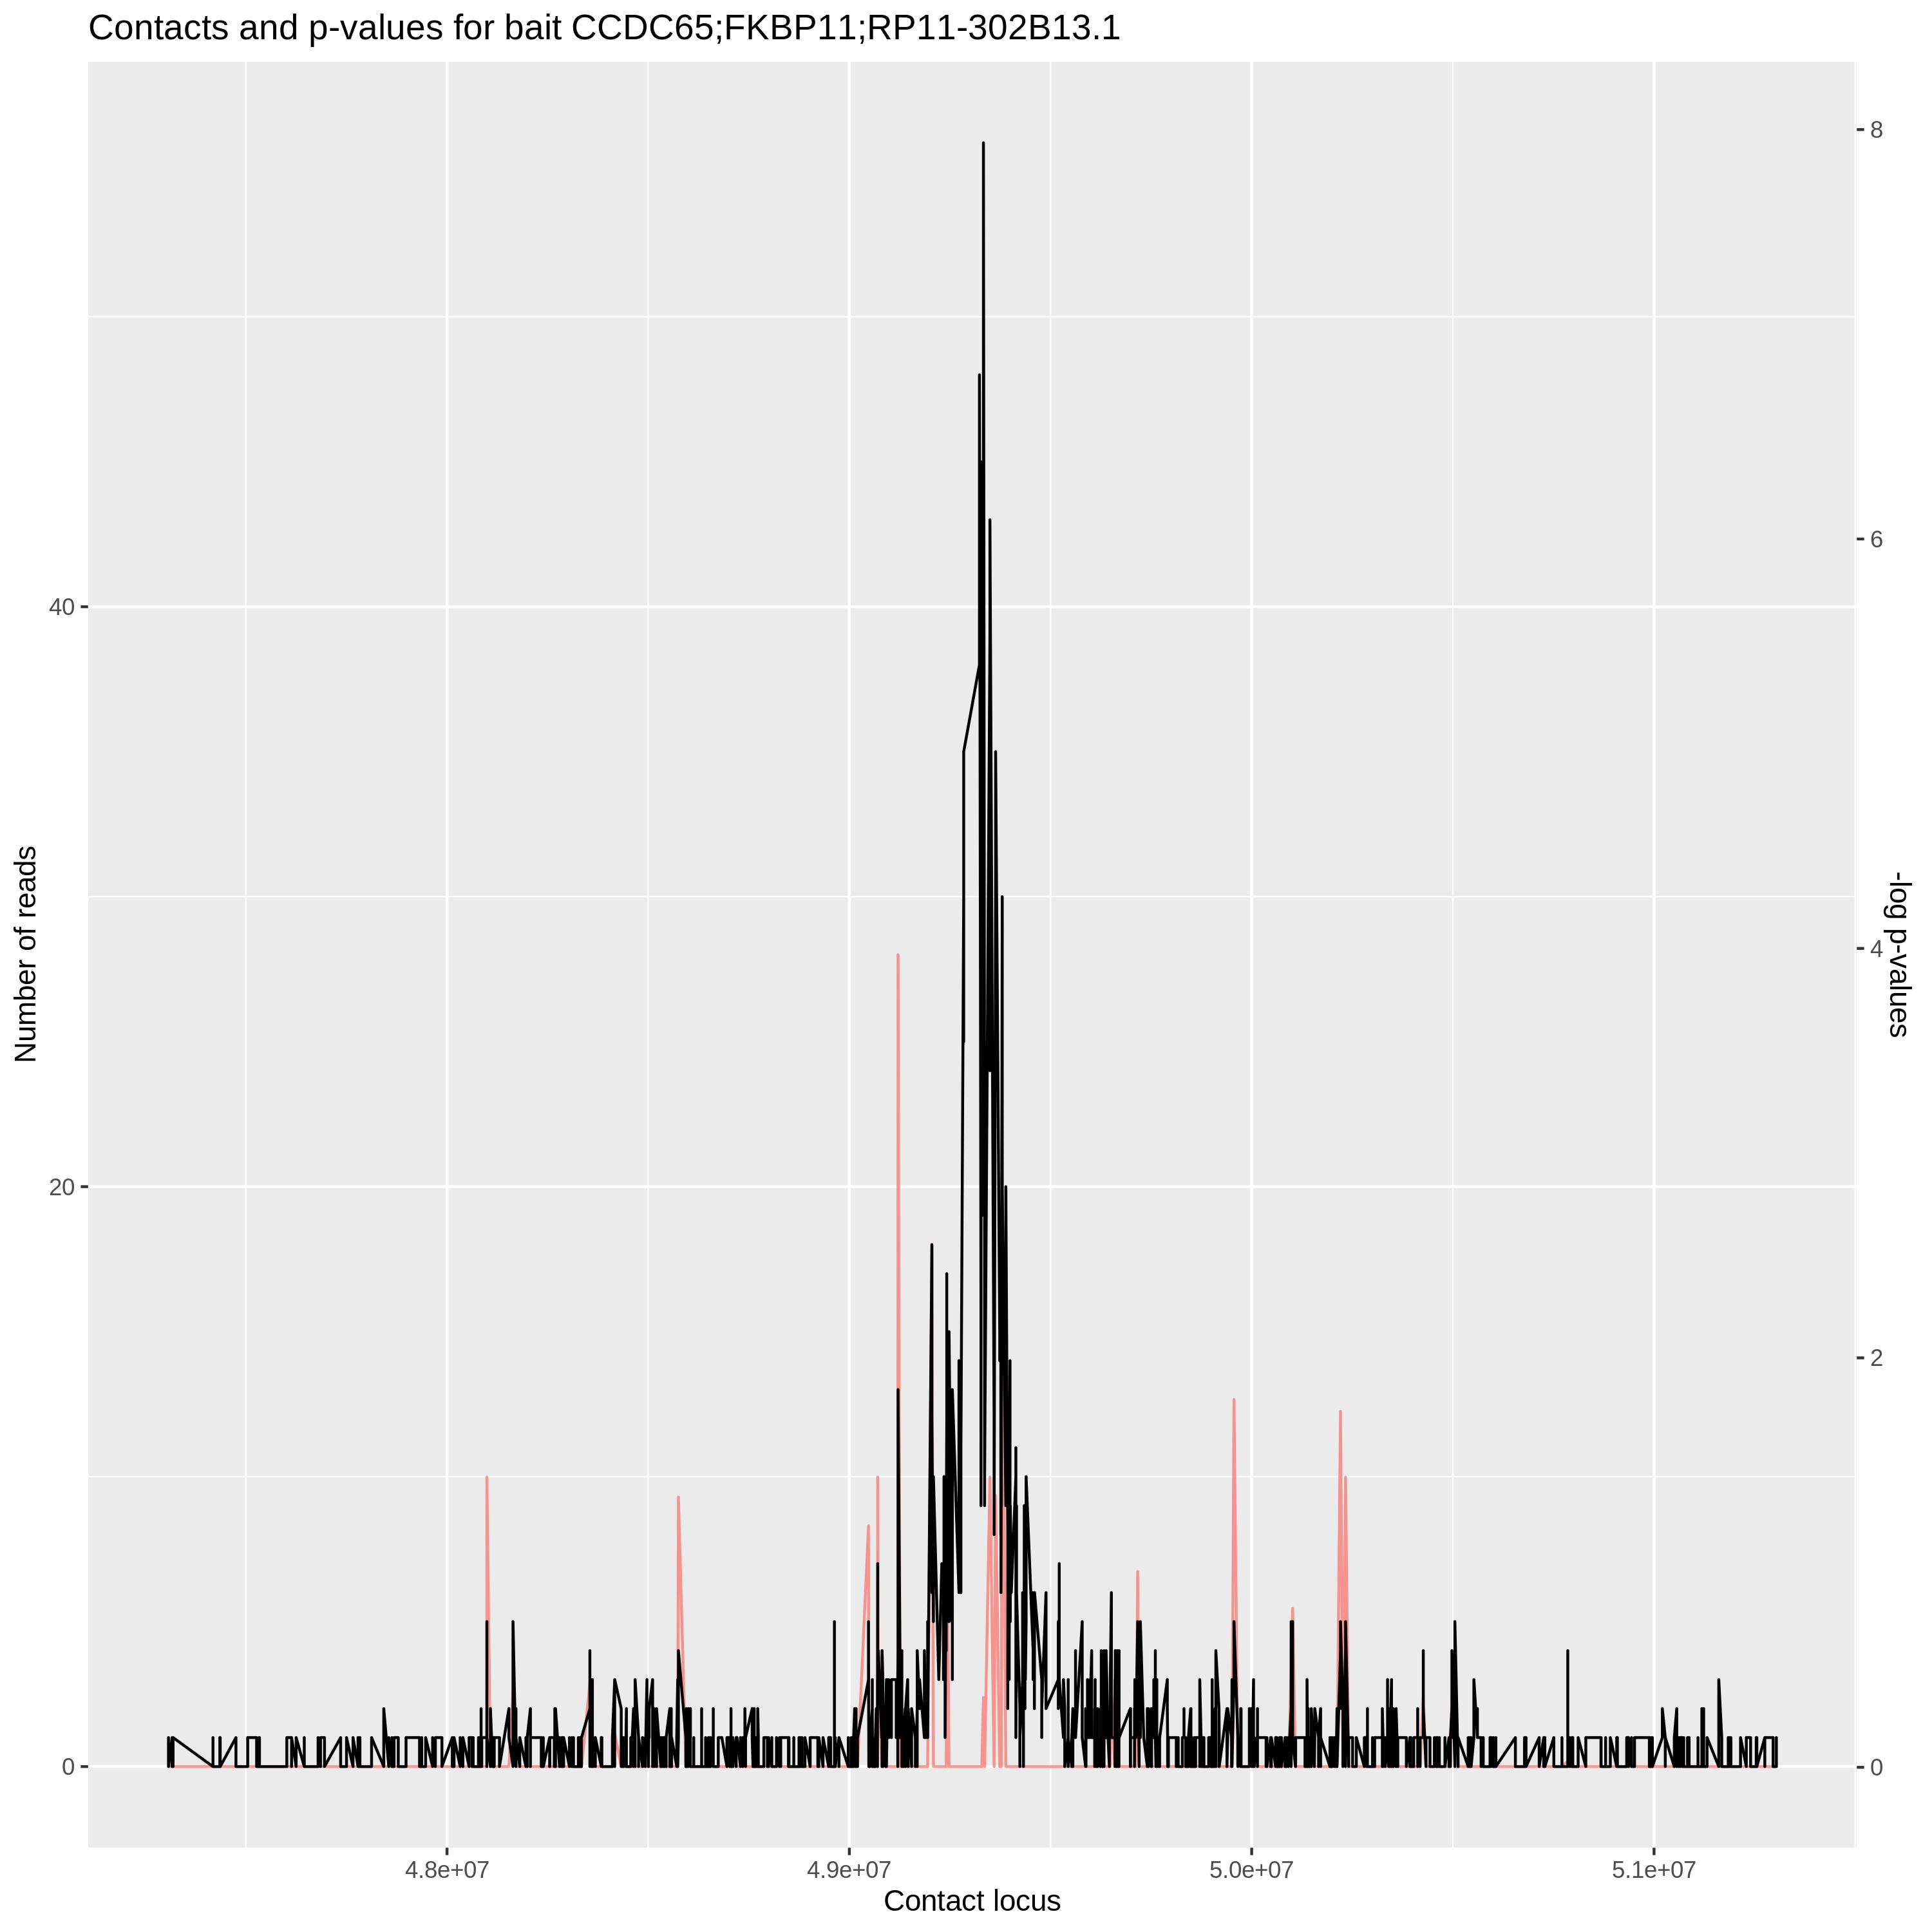 Contacts and p-values for bait CCDC65;FKBP11;RP11-302B13.1
8
6
40
Number of reads
-log p-values
4
20
2
0
0
4.8e+07
4.9e+07
5.0e+07
5.1e+07
Contact locus